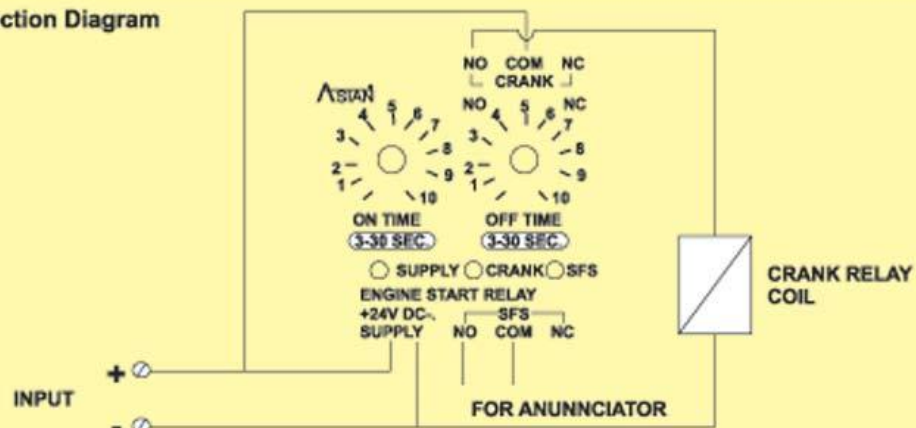 ction Diagram
NO COM NC
CRANK
ASIAN
NO 4 5 6 7 8 9 10 NC
3 2 1
1 2 3 4 5 6 7 8 9 10
ON TIME OFF TIME
3-30 SEC. 3-30 SEC.
SUPPLY CRANK SFS
ENGINE START RELAY
+24V DC- SFS
SUPPLY NO COM NC
CRANK RELAY
COIL
+
INPUT
FOR ANUNNCIATOR
-